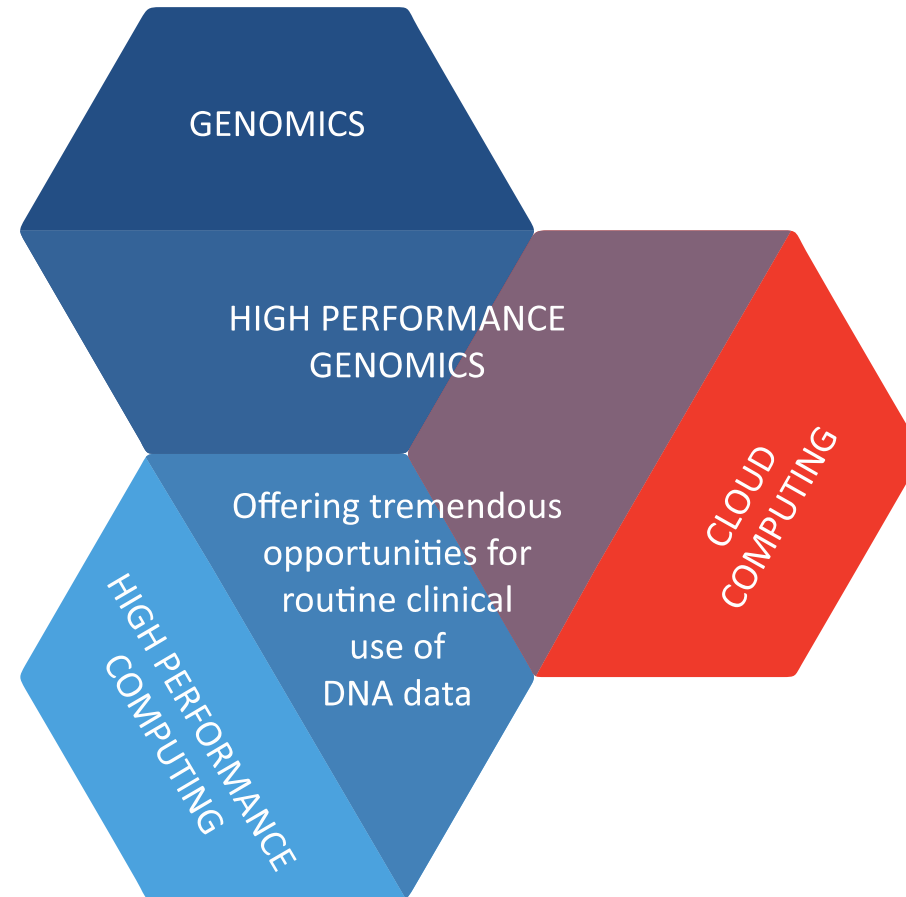 GENOMICS
HIGH PERFORMANCE
GENOMICS
CLOUD
COMPUTING
Offering tremendous
opportunities for
routine clinical
use of
DNA data
HIGH PERFORMANCE
COMPUTING